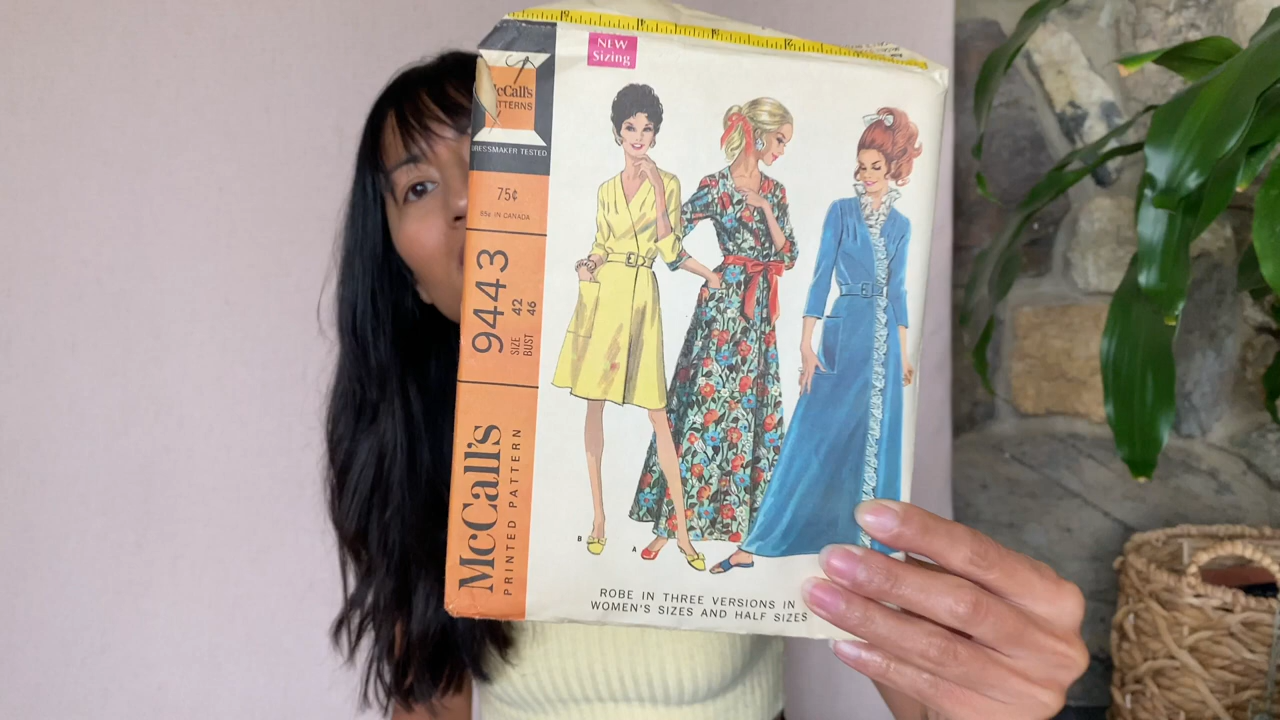 NEW
Sizing
McCall's
PATTERNS
DRESSMAKER TESTED
75¢
95¢ IN CANADA
9443
SIZE 42
BUST 46
McCall's
PRINTED PATTERN
B
A
ROBE IN THREE VERSIONS IN
WOMEN'S SIZES AND HALF SIZES